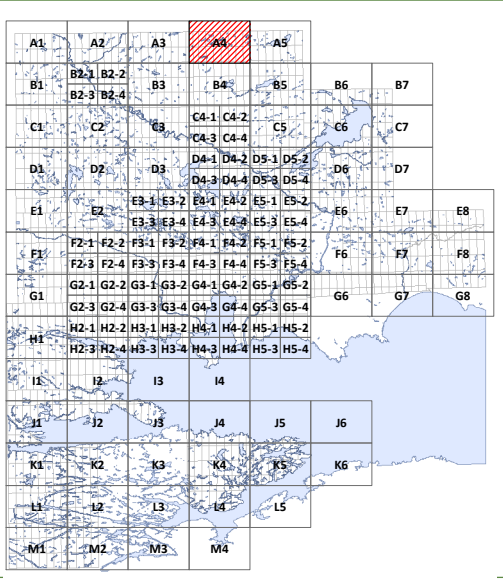 A1 A2 A3 A4 A5
B2-1 B2-2
B1 B3 B4 B5 B6 B7
B2-3 B2-4
C4-1 C4-2
C1 C2 C3 C5 C6 C7
C4-3 C4-4
D4-1 D4-2 D5-1 D5-2
D1 D2 D3 D6 D7
D4-3 D4-4 D5-3 D5-4
E3-1 E3-2 E4-1 E4-2 E5-1 E5-2
E1 E2 E6 E7 E8
E3-3 E3-4 E4-3 E4-4 E5-3 E5-4
F2-1 F2-2 F3-1 F3-2 F4-1 F4-2 F5-1 F5-2
F1 F6 F7 F8
F2-3 F2-4 F3-3 F3-4 F4-3 F4-4 F5-3 F5-4
G2-1 G2-2 G3-1 G3-2 G4-1 G4-2 G5-1 G5-2
G1 G6 G7 G8
G2-3 G2-4 G3-3 G3-4 G4-3 G4-4 G5-3 G5-4
H2-1 H2-2 H3-1 H3-2 H4-1 H4-2 H5-1 H5-2
H1
H2-3 H2-4 H3-3 H3-4 H4-3 H4-4 H5-3 H5-4
I1 I2 I3 I4
J1 J2 J3 J4 J5 J6
K1 K2 K3 K4 K5 K6
L1 L2 L3 L4 L5
M1 M2 M3 M4